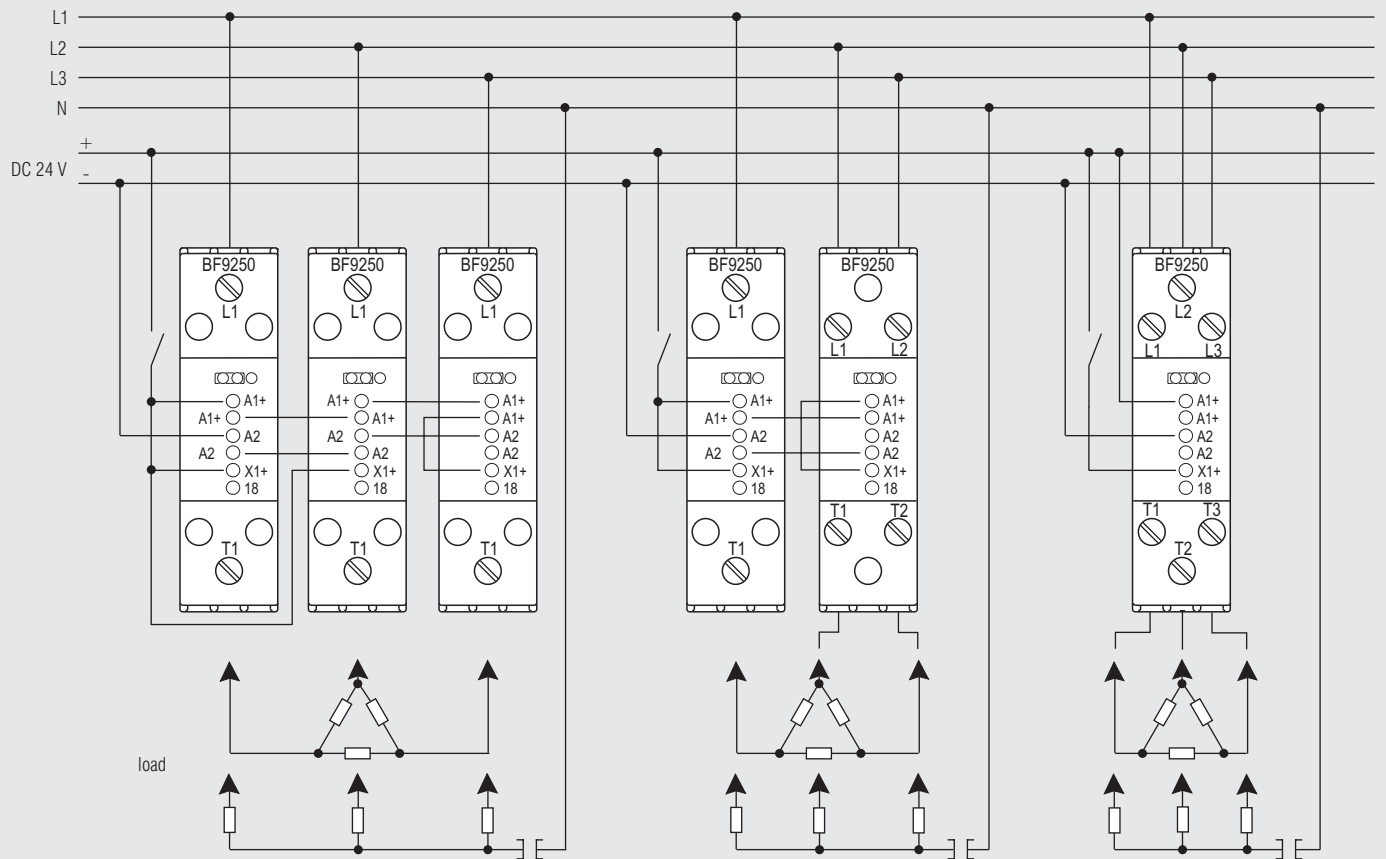 L1
L2
L3
N
+
DC 24 V
-
BF9250 BF9250 BF9250 BF9250 BF9250 BF9250
L1 L1 L1 L1 L2
L1 L2 L1 L3
A1+ A1+ A1+ A1+ A1+ A1+
A1+ A1+ A1+ A1+ A1+ A1+
A2 A2 A2 A2 A2 A2
A2 A2 A2 A2 A2 A2
X1+ X1+ X1+ X1+ X1+ X1+
18 18 18 18 18 18
T1 T2 T1 T3
T1 T1 T1 T1 T2
load